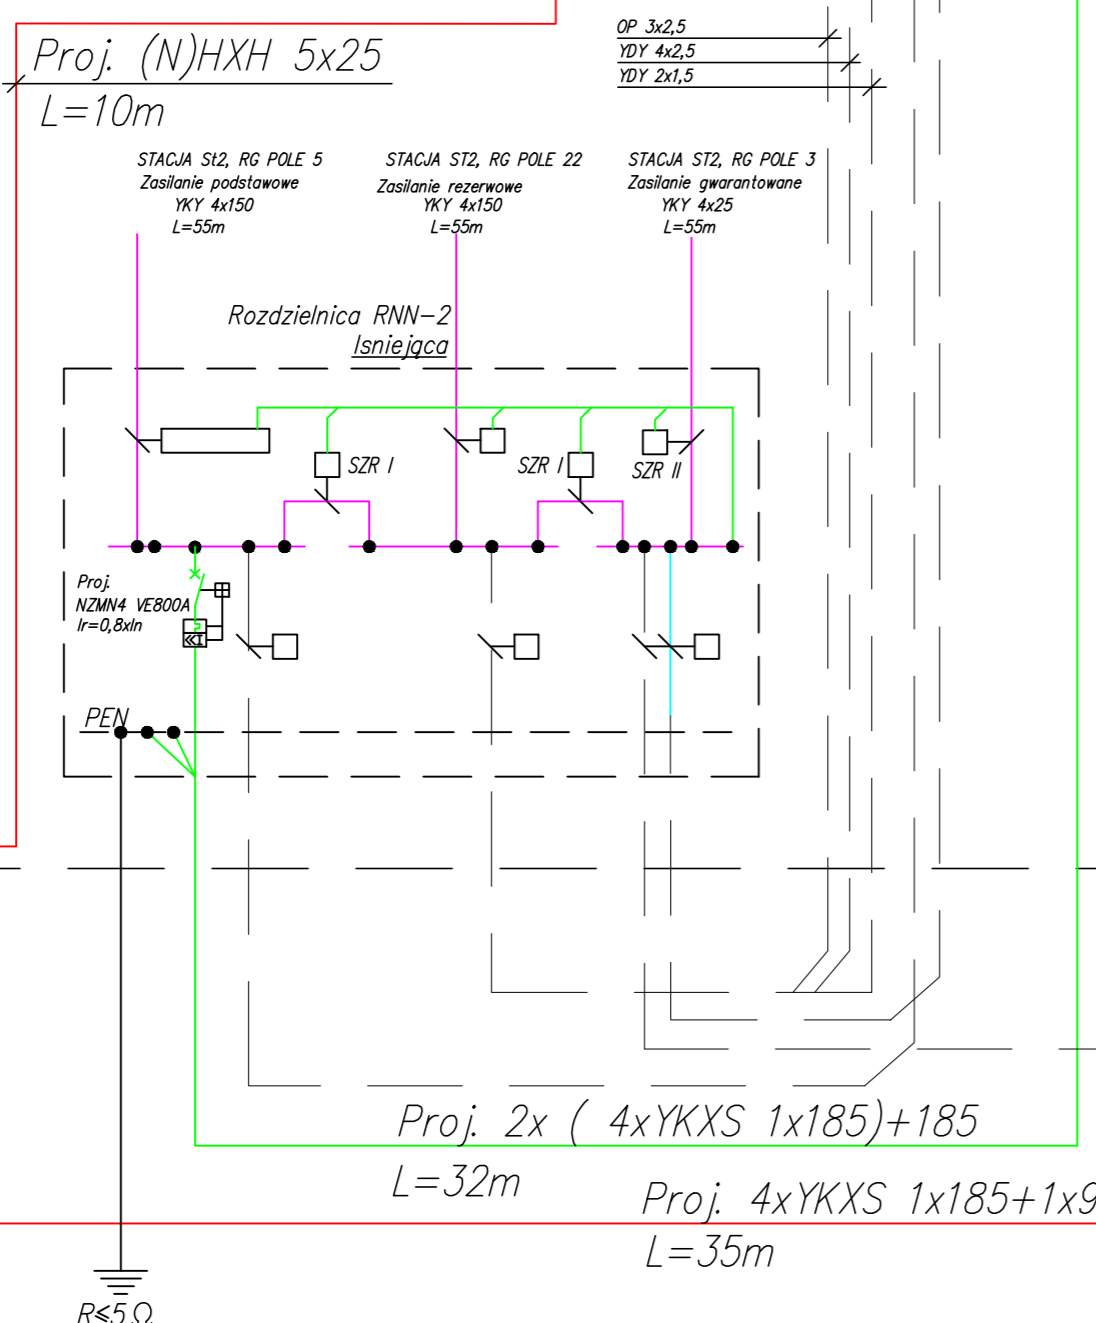 Proj. (N)HXH 5x25
L=10m
OP 3x2,5
YDY 4x2,5
YDY 2x1,5
STACJA St2, RG POLE 5
Zasilanie podstawowe
YKY 4x150
L=55m
STACJA ST2, RG POLE 22
Zasilanie rezerwowe
YKY 4x150
L=55m
STACJA ST2, RG POLE 3
Zasilanie gwarantowane
YKY 4x25
L=55m
Rozdzielnica RNN-2
Isniejąca
SZR I
SZR I
SZR II
Proj.
NZMN4 VE800A
Ir=0,8xIn
PEN
Proj. 2x ( 4xYKXS 1x185)+185
L=32m
Proj. 4xYKXS 1x185+1x9
L=35m
R≤5Ω